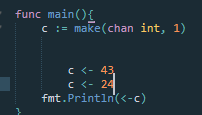 func main(){
c := make(chan int, 1)
c <- 43
c <- 24
fmt.Println(<-c)
}